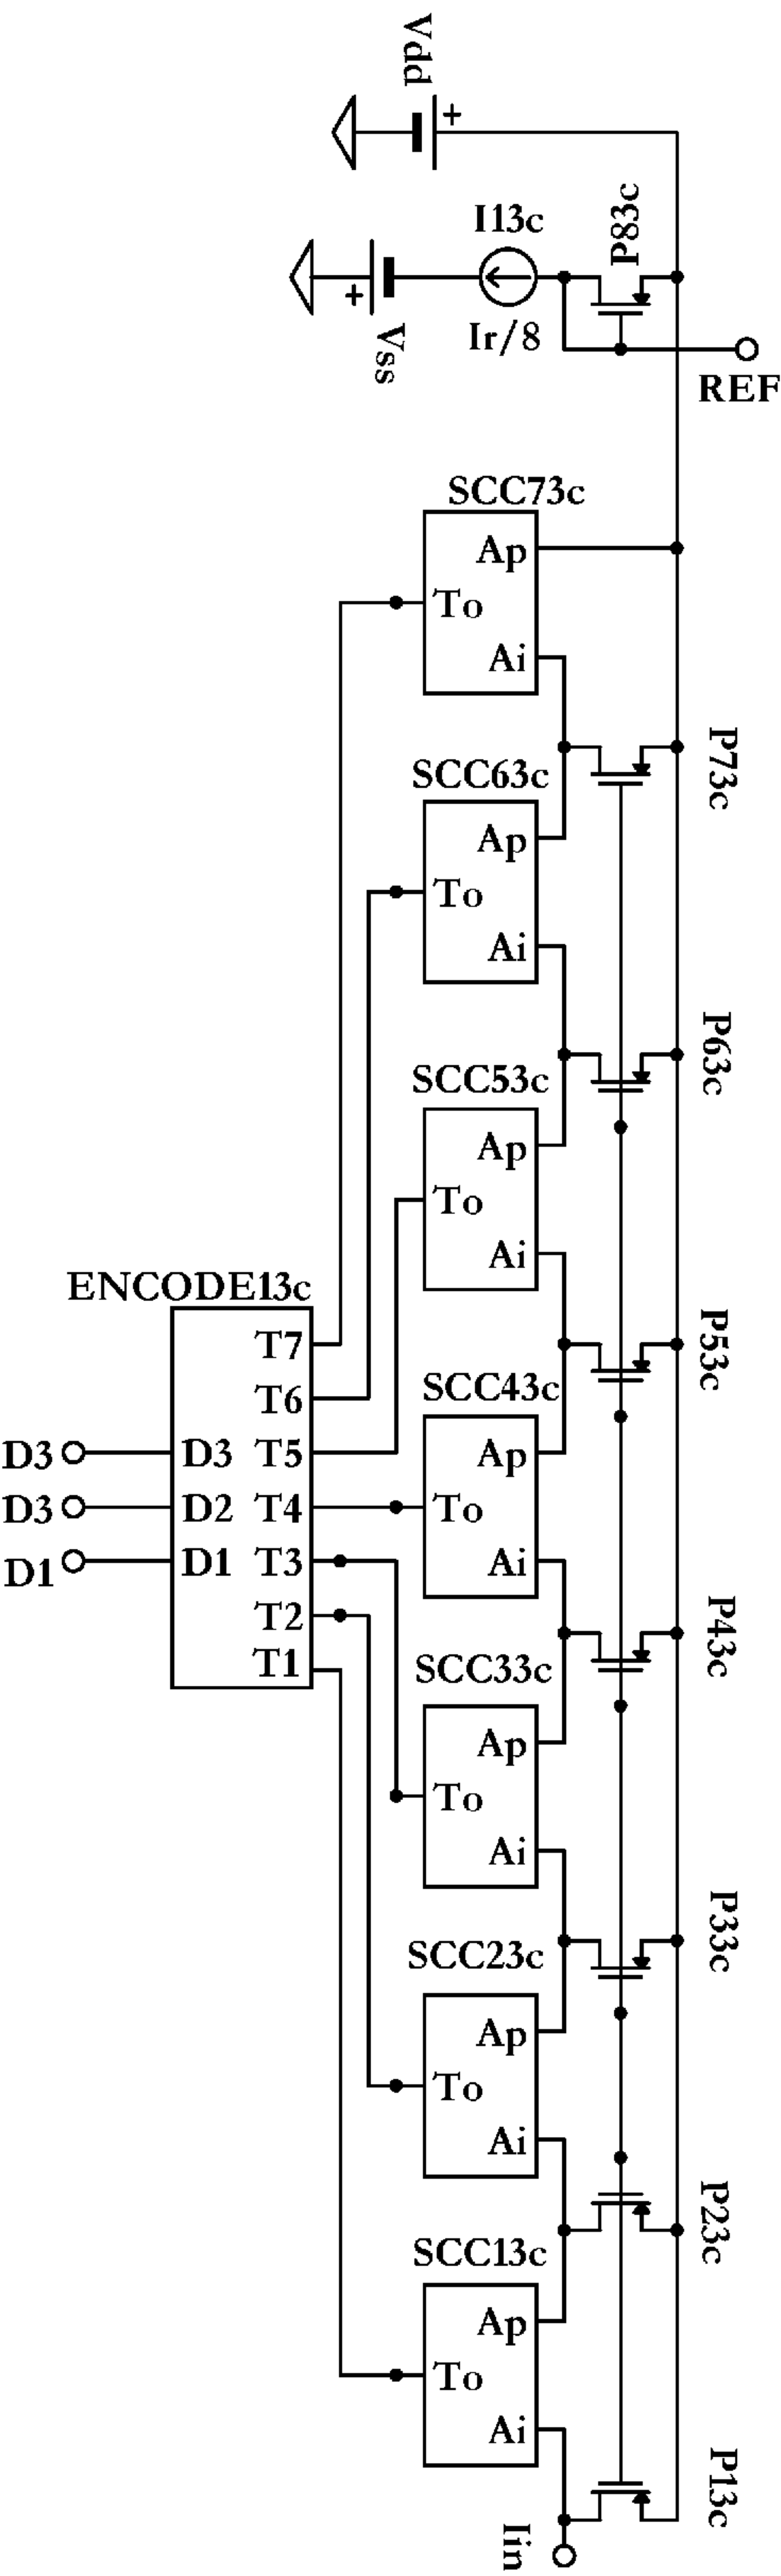 Vdd
+
P83c
I13c
+
Ir/8
Vss
REF
SCC73c
Ap
To
Ai
P73c
SCC63c
Ap
To
Ai
P63c
SCC53c
Ap
To
Ai
ENCODE13c
P53c
T7
SCC43c
T6
D3 D3 T5 Ap
D3 D2 T4 To
D1 D1 T3 Ai
T2
P43c
T1
SCC33c
Ap
To
Ai
P33c
SCC23c
Ap
To
Ai
P23c
SCC13c
Ap
To
Ai
P13c
Iin